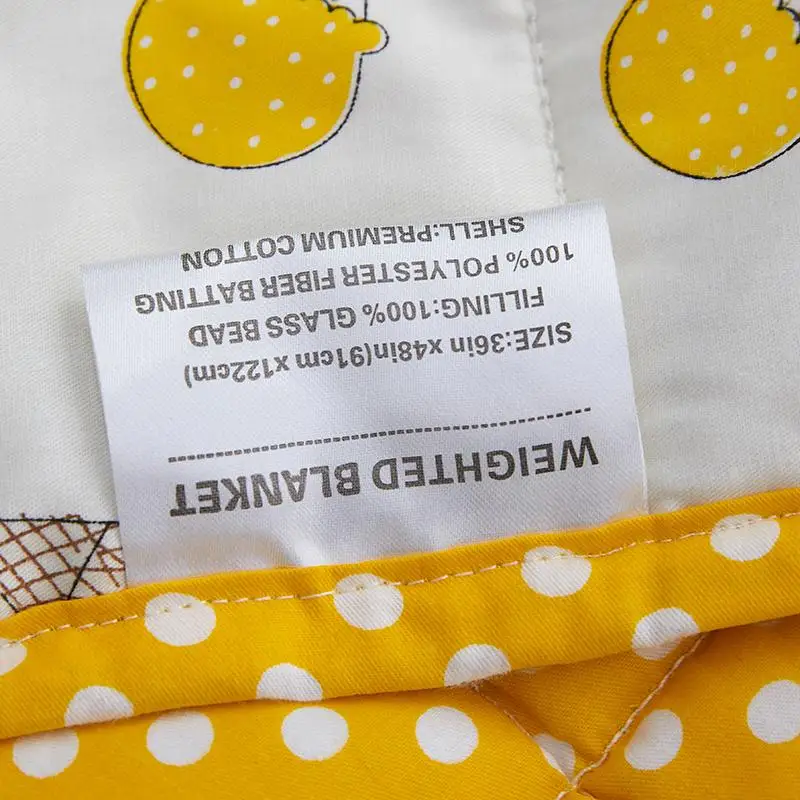 WEIGHTED BLANKET
SIZE:36in x48in(91cm x122cm)
FILLING:100% GLASS BEAD
100% POLYESTER FIBER BATTING
SHELL:PREMIUM COTTON